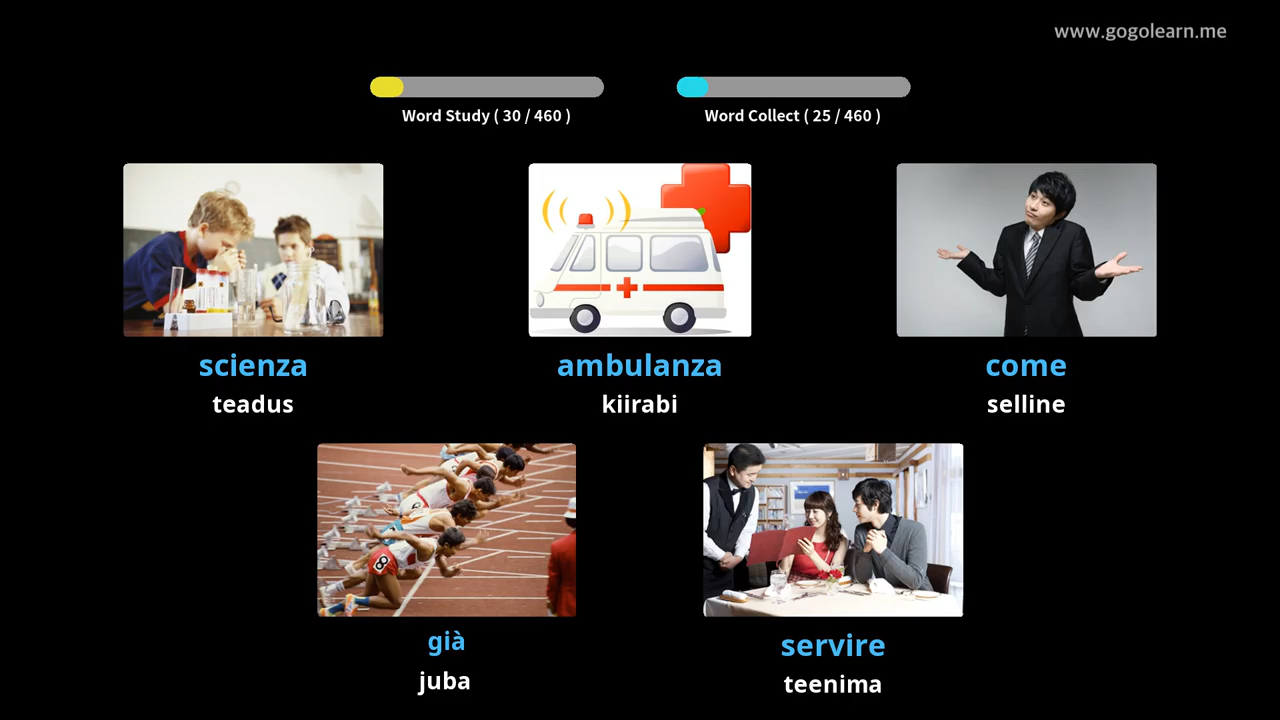 www.gogolearn.me
Word Study ( 30 / 460 )
Word Collect ( 25 / 460 )
scienza
teadus
ambulanza
kiirabi
come
selline
già
juba
servire
teenima